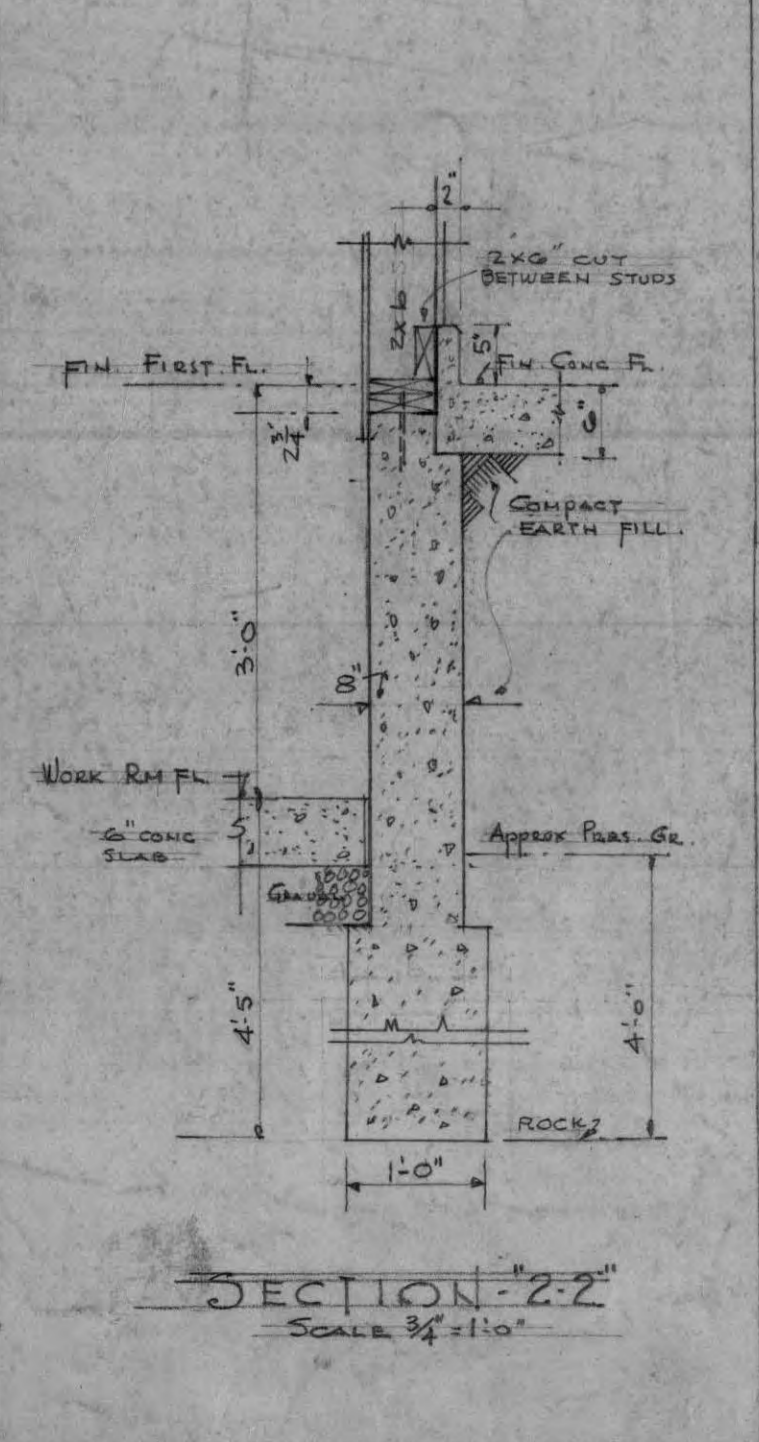 2"
2X6" CUT
BETWEEN STUDS
2X6
5"
FIN. FIRST. FL.
FIN. CONC FL.
2 3/4
6"
COMPACT
EARTH FILL.
3'-0"
8"
WORK RM FL
6" CONC
SLAB
5
APPROX PRES. GR.
GRAVEL
4'-5"
4'-0"
ROCK
1'-0"
SECTION-"2-2"
SCALE 3/4"=1'-0"